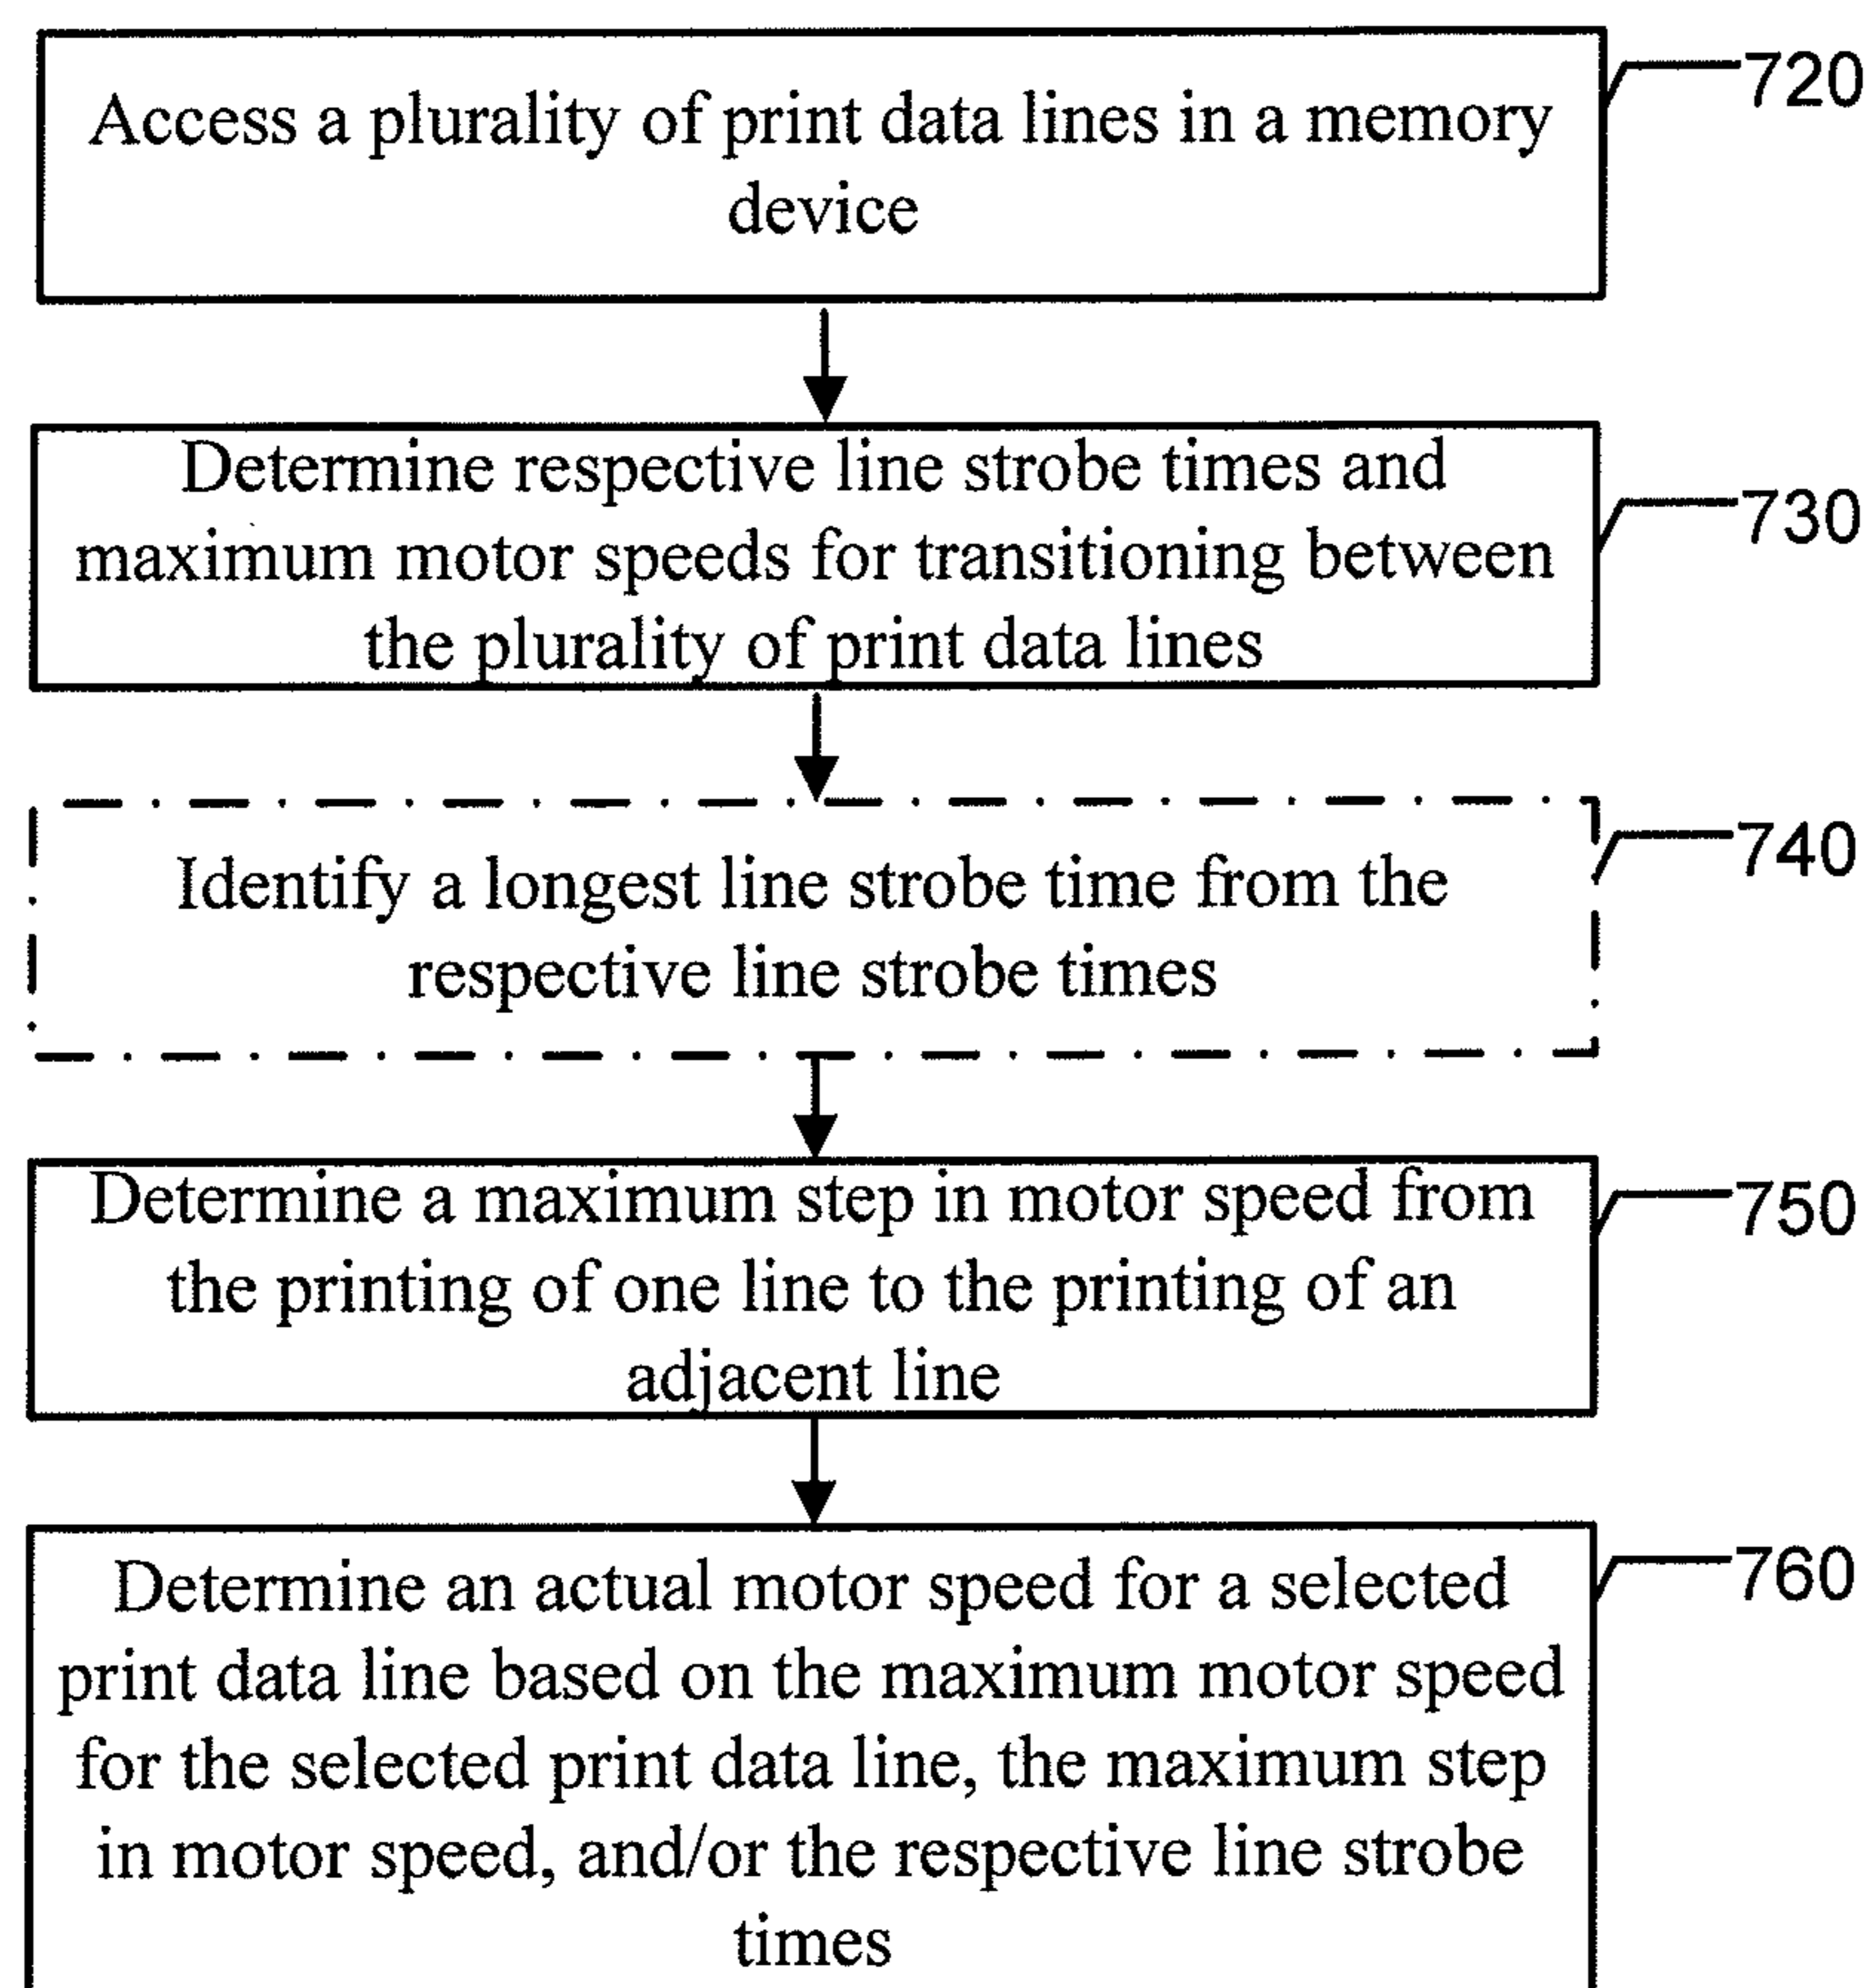 Access a plurality of print data lines in a memory
device
720
Determine respective line strobe times and
maximum motor speeds for transitioning between
the plurality of print data lines
730
Identify a longest line strobe time from the
respective line strobe times
740
Determine a maximum step in motor speed from
the printing of one line to the printing of an
adjacent line
750
Determine an actual motor speed for a selected
print data line based on the maximum motor speed
for the selected print data line, the maximum step
in motor speed, and/or the respective line strobe
times
760